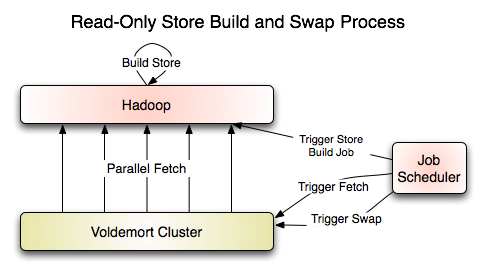 Read-Only Store Build and Swap Process
Build Store
Hadoop
Trigger Store
Build Job
Job
Scheduler
Parallel Fetch
Trigger Fetch
Trigger Swap
Voldemort Cluster